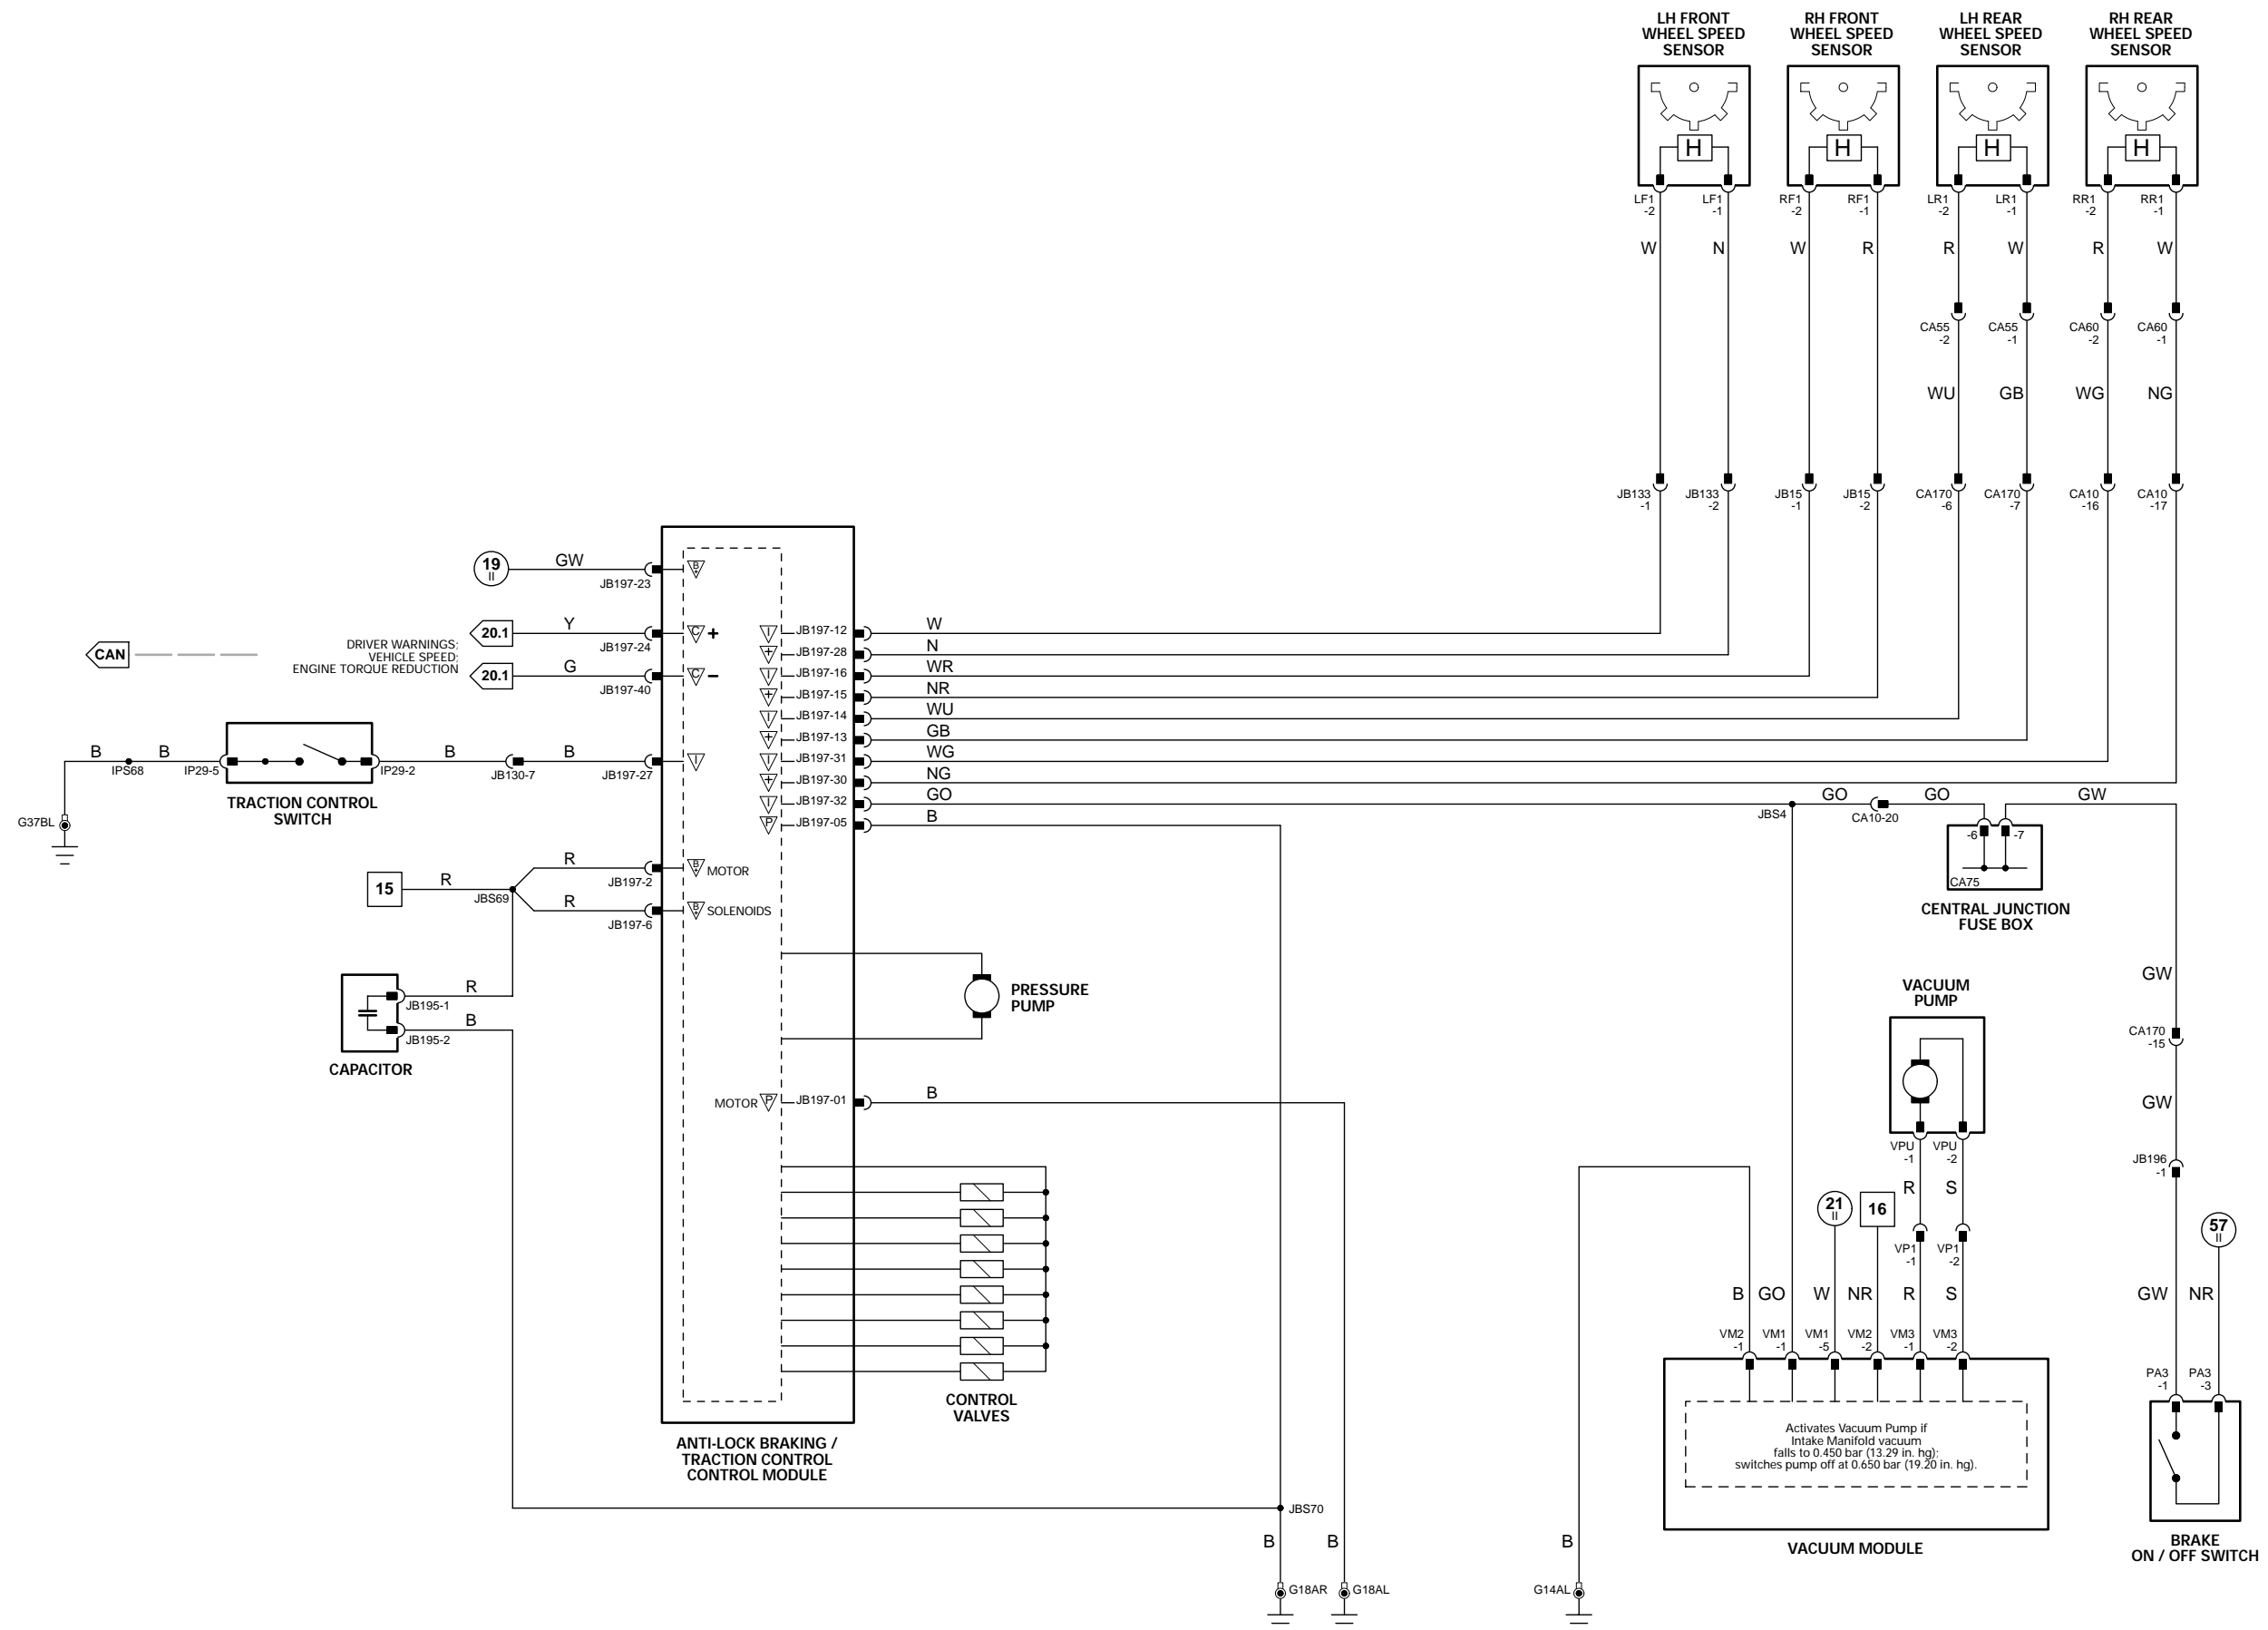 LH FRONT
WHEEL SPEED
SENSOR
RH FRONT
WHEEL SPEED
SENSOR
LH REAR
WHEEL SPEED
SENSOR
RH REAR
WHEEL SPEED
SENSOR
H
H
H
H
LF1
-2
LF1
-1
RF1
-2
RF1
-1
LR1
-2
LR1
-1
RR1
-2
RR1
-1
W
N
W
R
R
W
R
W
CA55
-2
CA55
-1
CA60
-2
CA60
-1
WU
GB
WG
NG
JB133
-1
JB133
-2
JB15
-1
JB15
-2
CA170
-6
CA170
-7
CA10
-16
CA10
-17
19
II
GW
JB197-23
B
+
20.1
Y
JB197-24
C
+
CAN
DRIVER WARNINGS;
VEHICLE SPEED;
ENGINE TORQUE REDUCTION
20.1
G
JB197-40
C
–
I
JB197-12
W
+
JB197-28
N
I
JB197-16
WR
+
JB197-15
NR
I
JB197-14
WU
+
JB197-13
GB
I
JB197-31
WG
+
JB197-30
NG
I
JB197-32
GO
P
JB197-05
B
B
IPS68
B
IP29-5
IP29-2
B
JB130-7
B
JB197-27
I
TRACTION CONTROL
SWITCH
G37BL
JBS4
GO
CA10-20
GO
GW
-6
-7
CA75
CENTRAL JUNCTION
FUSE BOX
15
R
JBS69
R
JB197-2
B
+
MOTOR
R
JB197-6
B
+
SOLENOIDS
R
JB195-1
B
JB195-2
CAPACITOR
PRESSURE
PUMP
MOTOR
P
JB197-01
B
CONTROL
VALVES
ANTI-LOCK BRAKING /
TRACTION CONTROL
CONTROL MODULE
JBS70
B
B
G18AR
G18AL
VACUUM
PUMP
VPU
-1
VPU
-2
R
S
21
II
16
VP1
-1
VP1
-2
B
GO
W
NR
R
S
VM2
-1
VM1
-1
VM1
-5
VM2
-2
VM3
-1
VM3
-2
Activates Vacuum Pump if
Intake Manifold vacuum
falls to 0.450 bar (13.29 in. hg);
switches pump off at 0.650 bar (19.20 in. hg).
VACUUM MODULE
B
G14AL
GW
CA170
-15
GW
JB196
-1
57
II
GW
NR
PA3
-1
PA3
-3
BRAKE
ON / OFF SWITCH